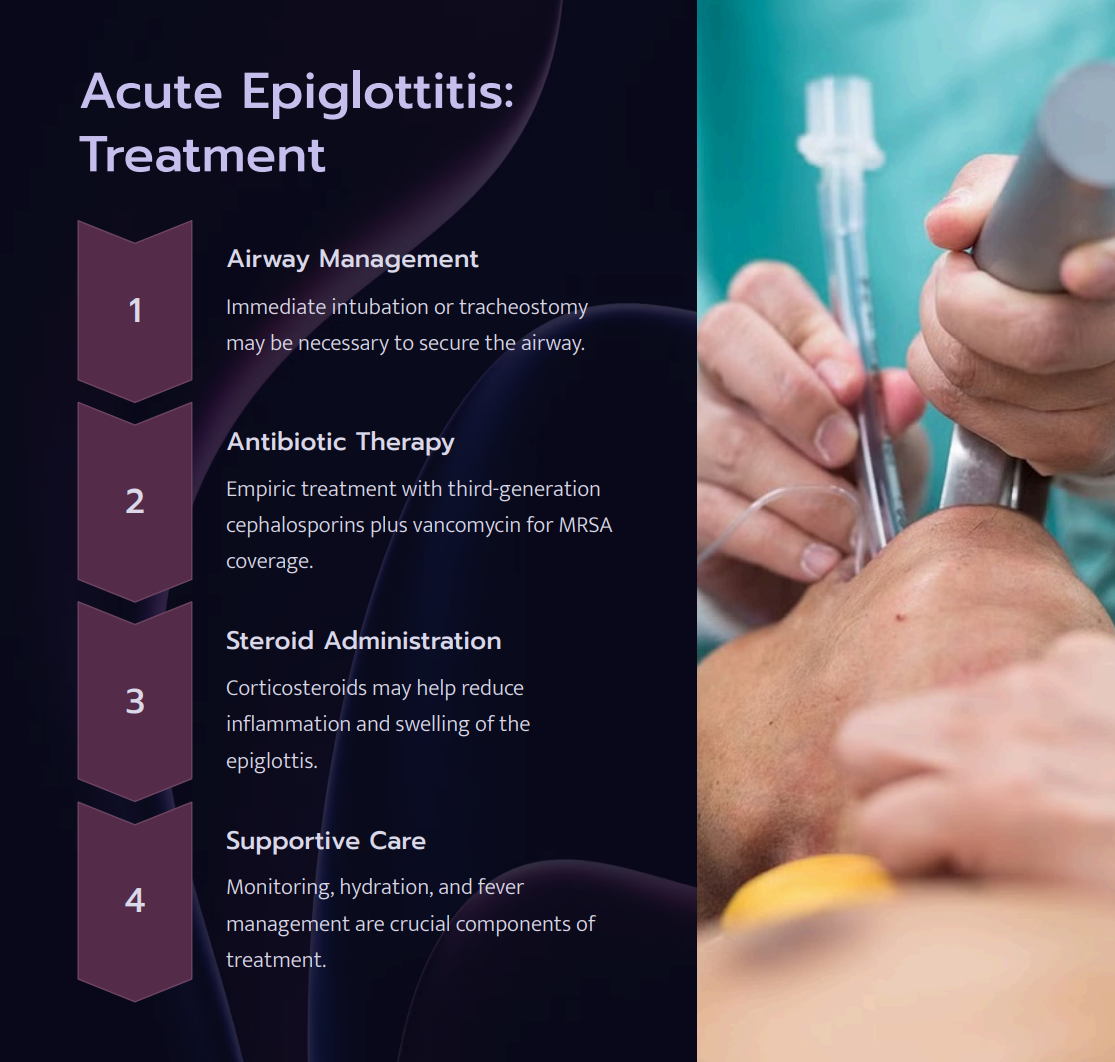 Acute Epiglottitis:
Treatment
1
Airway Management
Immediate intubation or tracheostomy
may be necessary to secure the airway.
2
Antibiotic Therapy
Empiric treatment with third-generation
cephalosporins plus vancomycin for MRSA
coverage.
3
Steroid Administration
Corticosteroids may help reduce
inflammation and swelling of the
epiglottis.
4
Supportive Care
Monitoring, hydration, and fever
management are crucial components of
treatment.